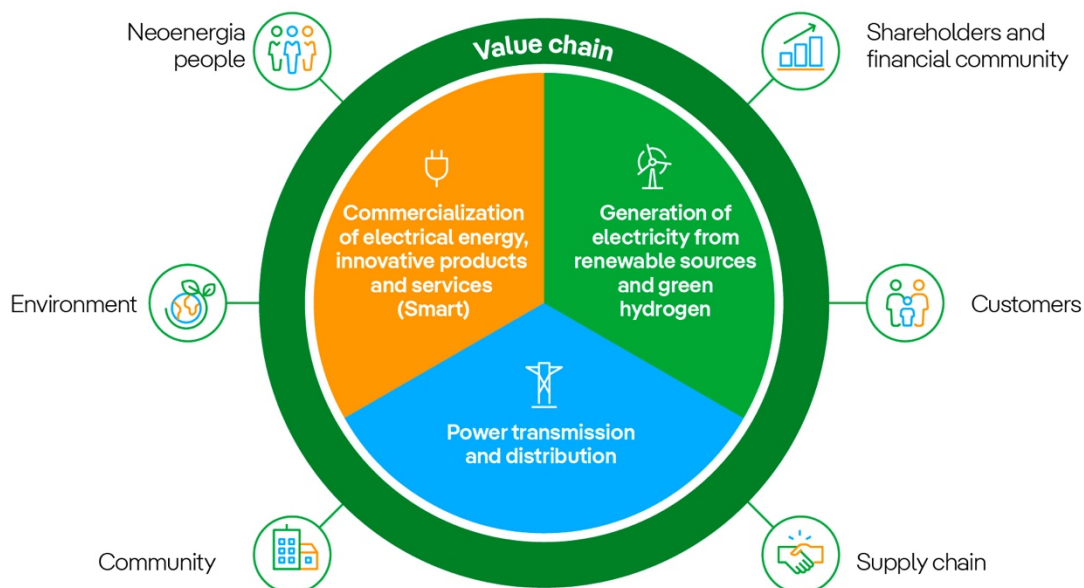 Neoenergia
people
Value chain
Shareholders and
financial community
Commercialization
of electrical energy,
innovative products
and services
(Smart)
Generation of
electricity from
renewable sources
and green
hydrogen
Environment
Customers
Power transmission
and distribution
Community
Supply chain